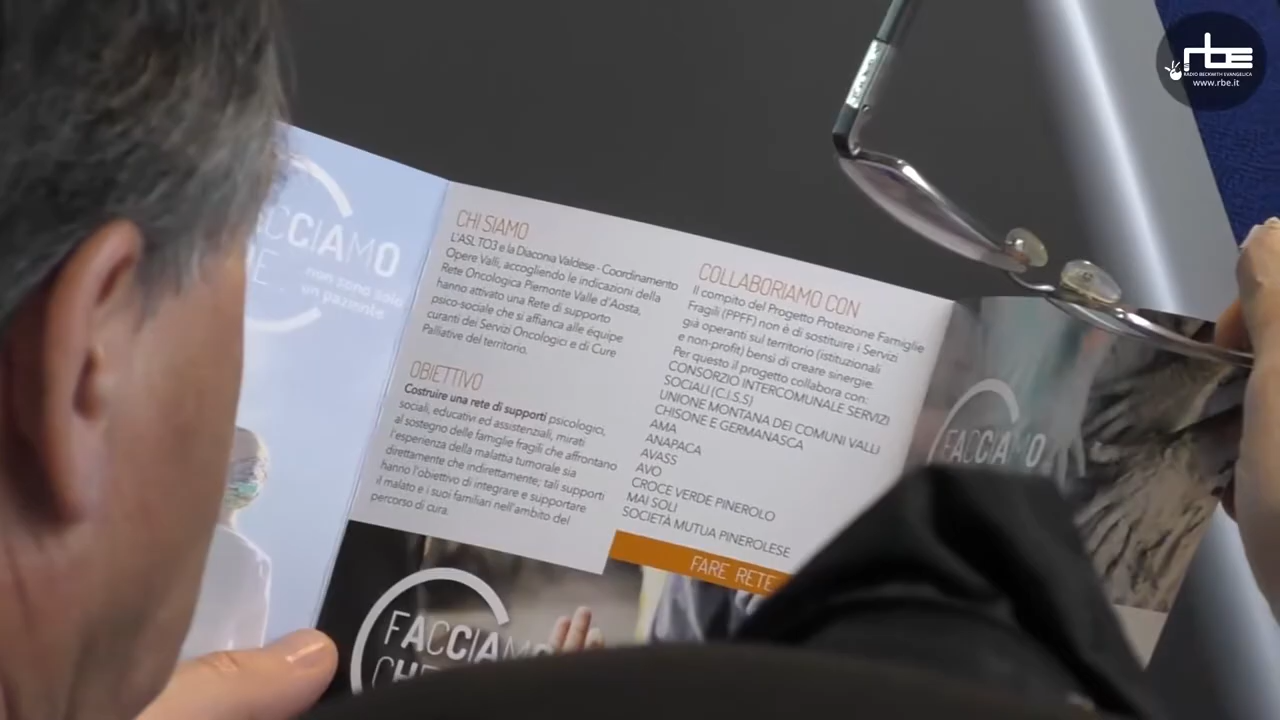 rbe
RADIO BECKWITH EVANGELICA
www.rbe.it
CCIAMO
non sono solo
un paziente
CHI SIAMO
L'ASL TO3 e la Diaconia Valdese - Coordinamento
Opere Valli, accogliendo le indicazioni della
Rete Oncologica Piemonte Valle d'Aosta,
hanno attivato una Rete di supporto
psico-sociale che si affianca alle équipe
curanti dei Servizi Oncologici e di Cure
Palliative del territorio.
OBIETTIVO
Costruire una rete di supporti psicologici,
sociali, educativi ed assistenziali, mirati
al sostegno delle famiglie fragili che affrontano
l'esperienza della malattia tumorale sia
direttamente che indirettamente; tali supporti
hanno l'obiettivo di integrare e supportare
il malato e i suoi familiari nell'ambito del
percorso di cura.
COLLABORIAMO CON
Il compito del Progetto Protezione Famiglie
Fragili (PPFF) non è di sostituire i Servizi
già operanti sul territorio (istituzionali
e non-profit) bensì di creare sinergie.
Per questo il progetto collabora con:
CONSORZIO INTERCOMUNALE SERVIZI
SOCIALI (C.I.S.S)
UNIONE MONTANA DEI COMUNI VALLI
CHISONE E GERMANASCA
AMA
ANAPACA
AVASS
AVO
CROCE VERDE PINEROLO
MAI SOLI
SOCIETÀ MUTUA PINEROLESE
FARE RETE
FACCIAMO
CHE
FACCIAMO